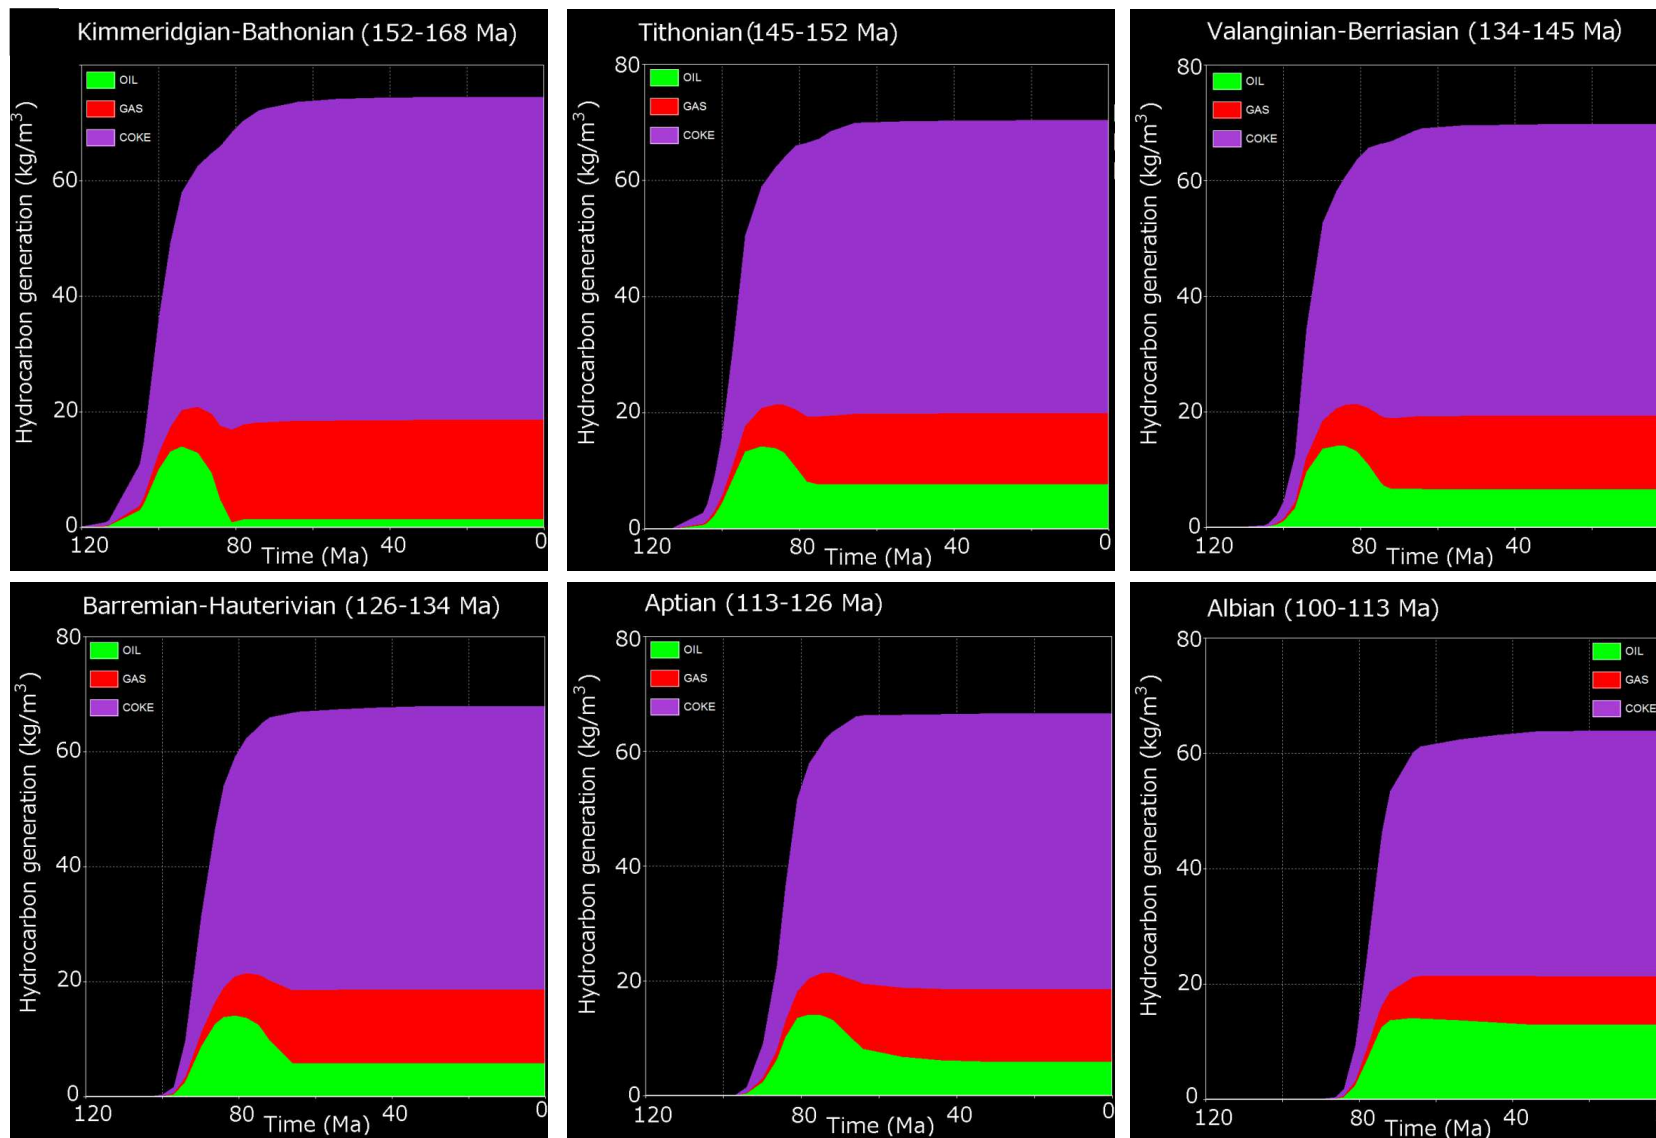 Kimmeridgian-Bathonian (152-168 Ma)
OIL
GAS
COKE
Hydrocarbon generation (kg/m³)
60
40
20
0
120
80
40
0
Time (Ma)
Tithonian (145-152 Ma)
80
OIL
GAS
COKE
Hydrocarbon generation (kg/m³)
60
40
20
0
120
80
40
0
Time (Ma)
Valanginian-Berriasian (134-145 Ma)
80
OIL
GAS
COKE
Hydrocarbon generation (kg/m³)
60
40
20
0
120
80
40
Time (Ma)
Barremian-Hauterivian (126-134 Ma)
80
OIL
GAS
COKE
Hydrocarbon generation (kg/m³)
60
40
20
0
120
80
40
0
Time (Ma)
Aptian (113-126 Ma)
80
OIL
GAS
COKE
Hydrocarbon generation (kg/m³)
60
40
20
0
120
80
40
0
Time (Ma)
Albian (100-113 Ma)
80
OIL
GAS
COKE
Hydrocarbon generation (kg/m³)
60
40
20
0
120
80
40
Time (Ma)